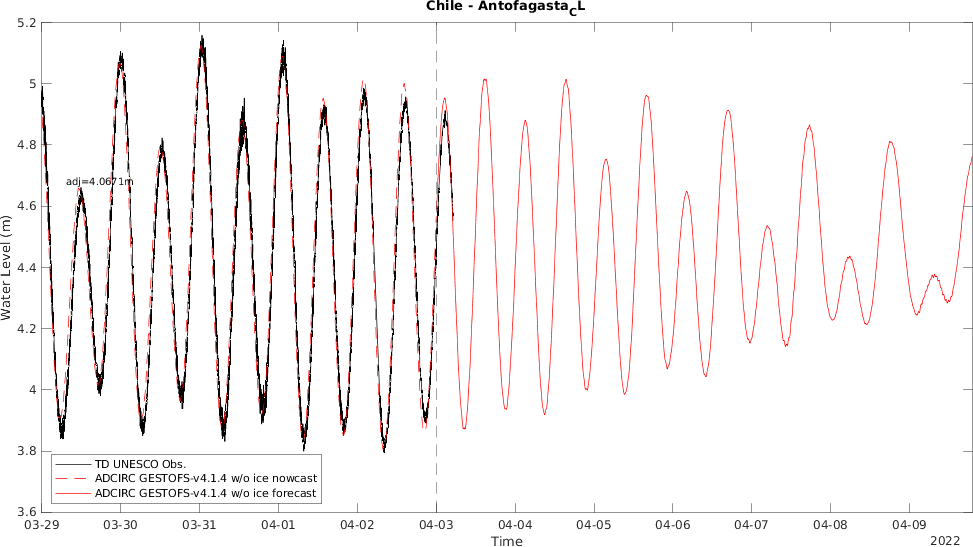 Chile - Antofagasta_CL
5.2
5
4.8
adj=4.0671m
4.6
4.4
4.2
4
3.8
3.6
Water Level (m)
TD UNESCO Obs.
ADCIRC GESTOFS-v4.1.4 w/o ice nowcast
ADCIRC GESTOFS-v4.1.4 w/o ice forecast
03-29 03-30 03-31 04-01 04-02 04-03 04-04 04-05 04-06 04-07 04-08 04-09
Time
2022